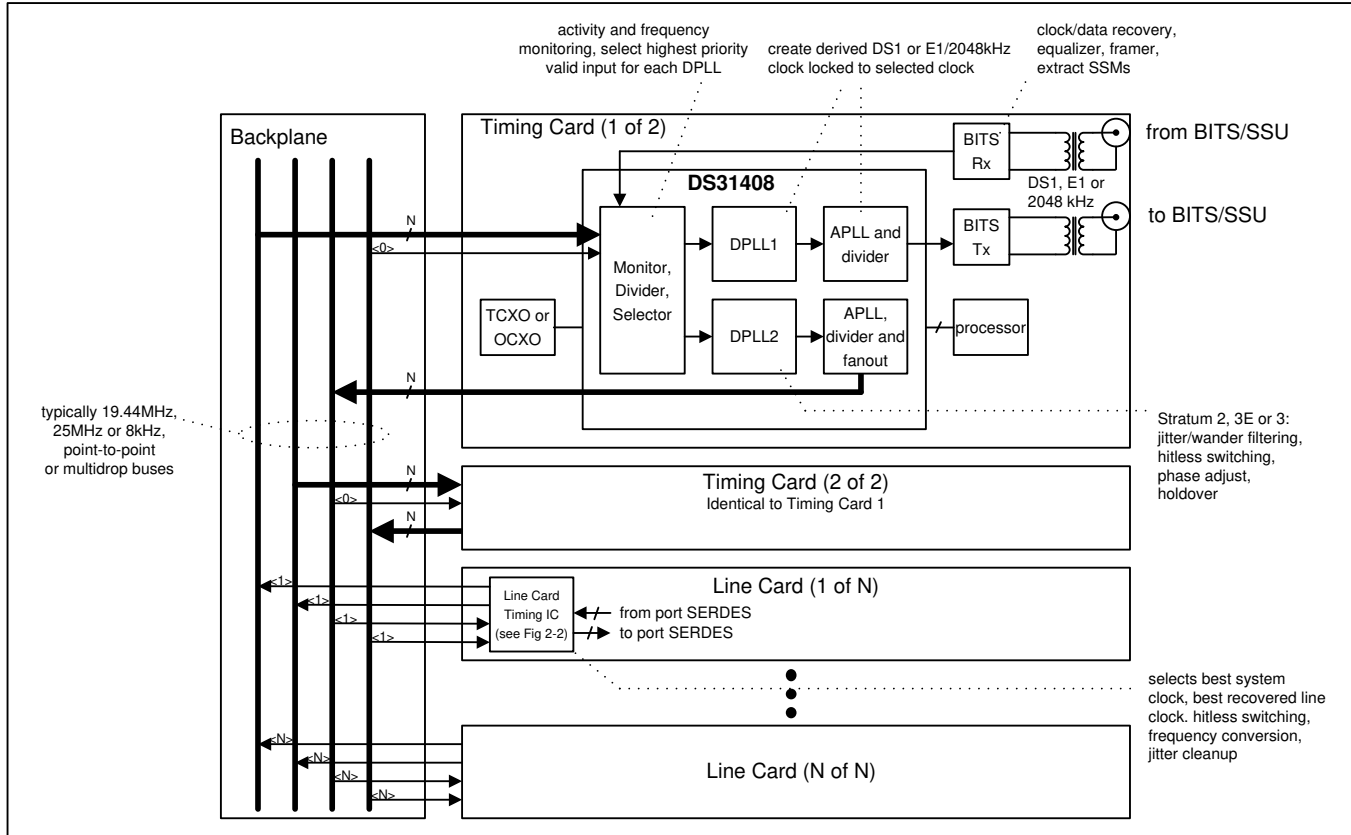 activity and frequency
monitoring, select highest priority
valid input for each DPLL
create derived DS1 or E1/2048kHz
clock locked to selected clock
clock/data recovery,
equalizer, framer,
extract SSMs
Backplane
Timing Card (1 of 2)
BITS
Rx
from BITS/SSU
DS1, E1 or
2048 kHz
to BITS/SSU
BITS
Tx
DS31408
N
<0>
Monitor,
Divider,
Selector
DPLL1
APLL and
divider
TCXO or
OCXO
DPLL2
APLL,
divider and
fanout
processor
N
typically 19.44MHz,
25MHz or 8kHz,
point-to-point
or multidrop buses
Stratum 2, 3E or 3:
jitter/wander filtering,
hitless switching,
phase adjust,
holdover
N
<0>
N
Timing Card (2 of 2)
Identical to Timing Card 1
<1>
<1>
<1>
<1>
Line Card (1 of N)
Line Card
Timing IC
(see Fig 2-2)
from port SERDES
to port SERDES
selects best system
clock, best recovered line
clock. hitless switching,
frequency conversion,
jitter cleanup
<N>
<N>
<N>
<N>
Line Card (N of N)